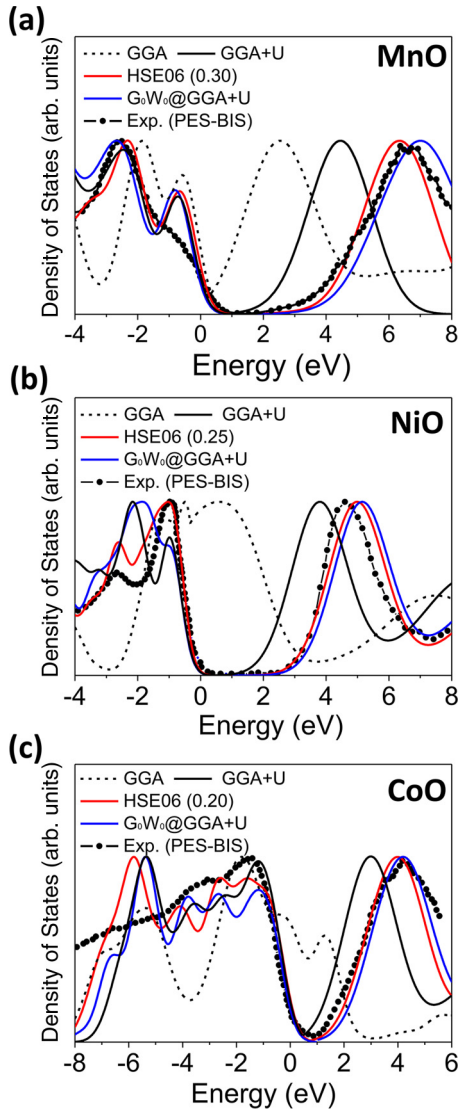 (a)
MnO
GGA GGA+U
HSE06 (0.30)
G₀W₀@GGA+U
Exp. (PES-BIS)
Density of States (arb. units)
-4 -2 0 2 4 6 8
Energy (eV)
(b)
NiO
GGA GGA+U
HSE06 (0.25)
G₀W₀@GGA+U
Exp. (PES-BIS)
Density of States (arb. units)
-4 -2 0 2 4 6 8
Energy (eV)
(c)
CoO
GGA GGA+U
HSE06 (0.20)
G₀W₀@GGA+U
Exp. (PES-BIS)
Density of States (arb. units)
-8 -6 -4 -2 0 2 4 6
Energy (eV)